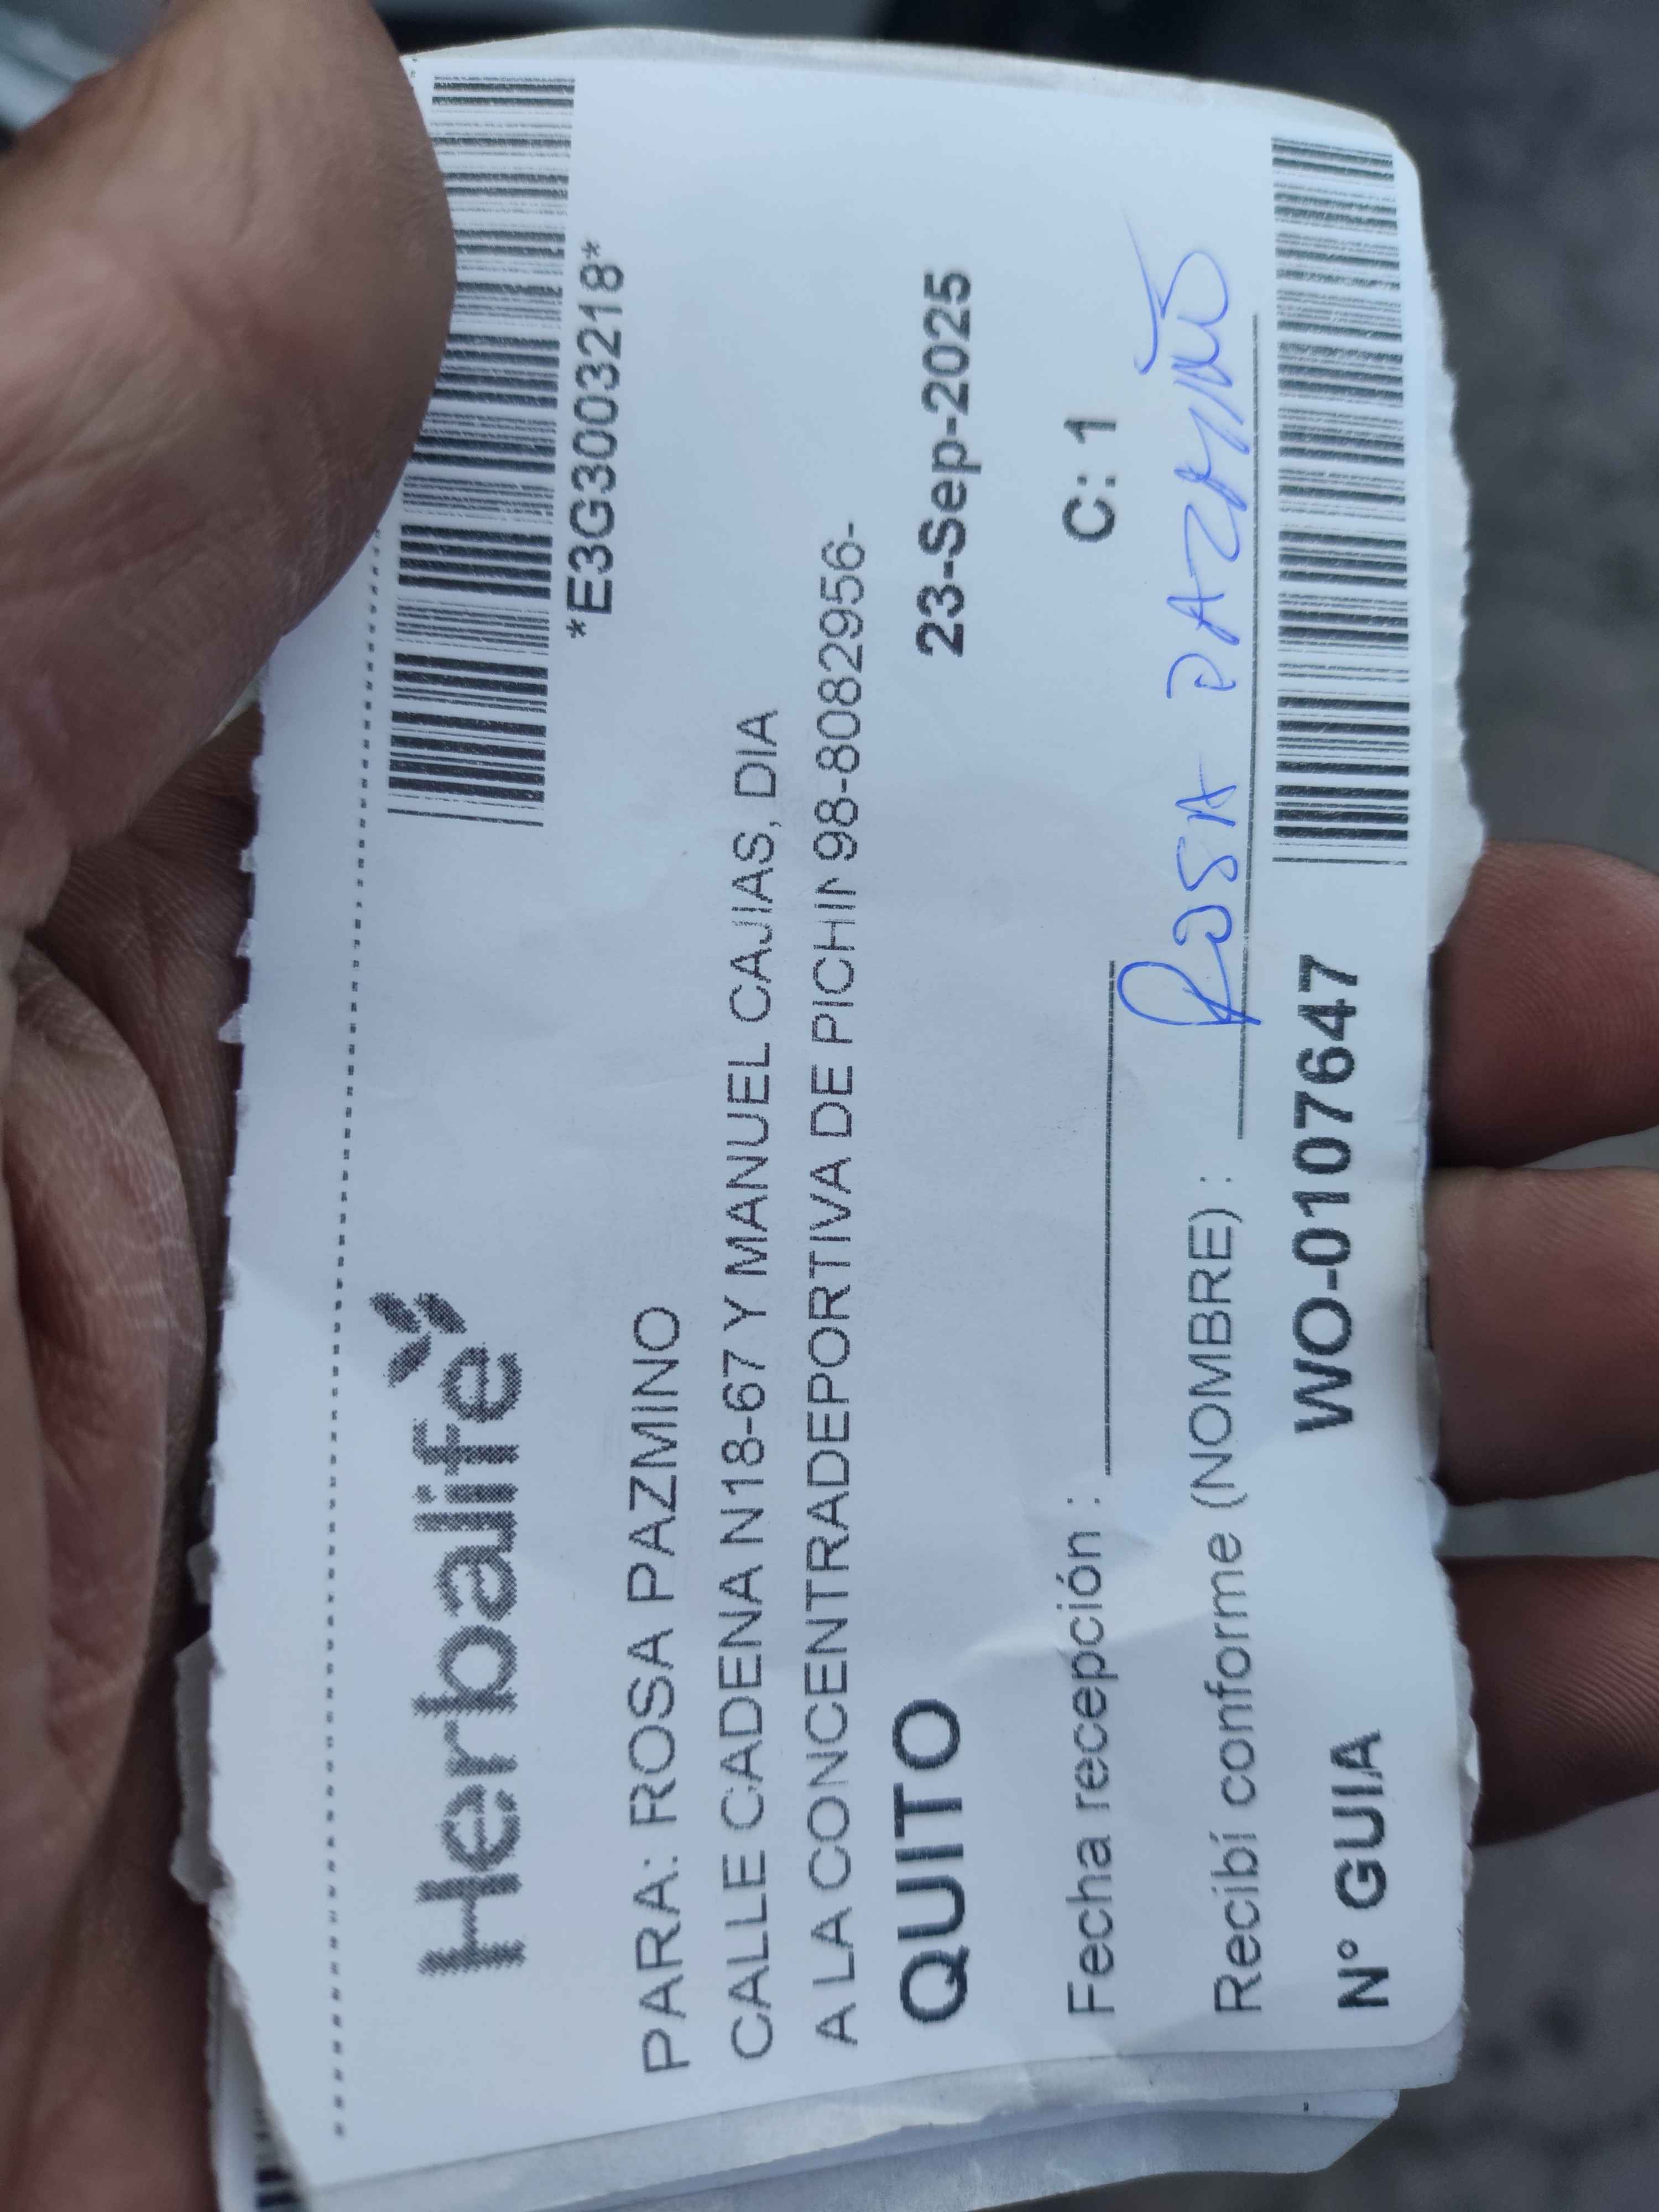 Herbalife
*E3G3003218*
PARA: ROSA PAZMINO
CALLE CADENA N18-67 Y MANUEL CAJIAS, DIA
A LA CONCENTRADEPORTIVA DE PICHIN 98-8082956-
QUITO 23-Sep-2025
Fecha recepción : C: 1
Recibí conforme (NOMBRE) : ROSA PAZMIÑO
N° GUIA WO-0107647